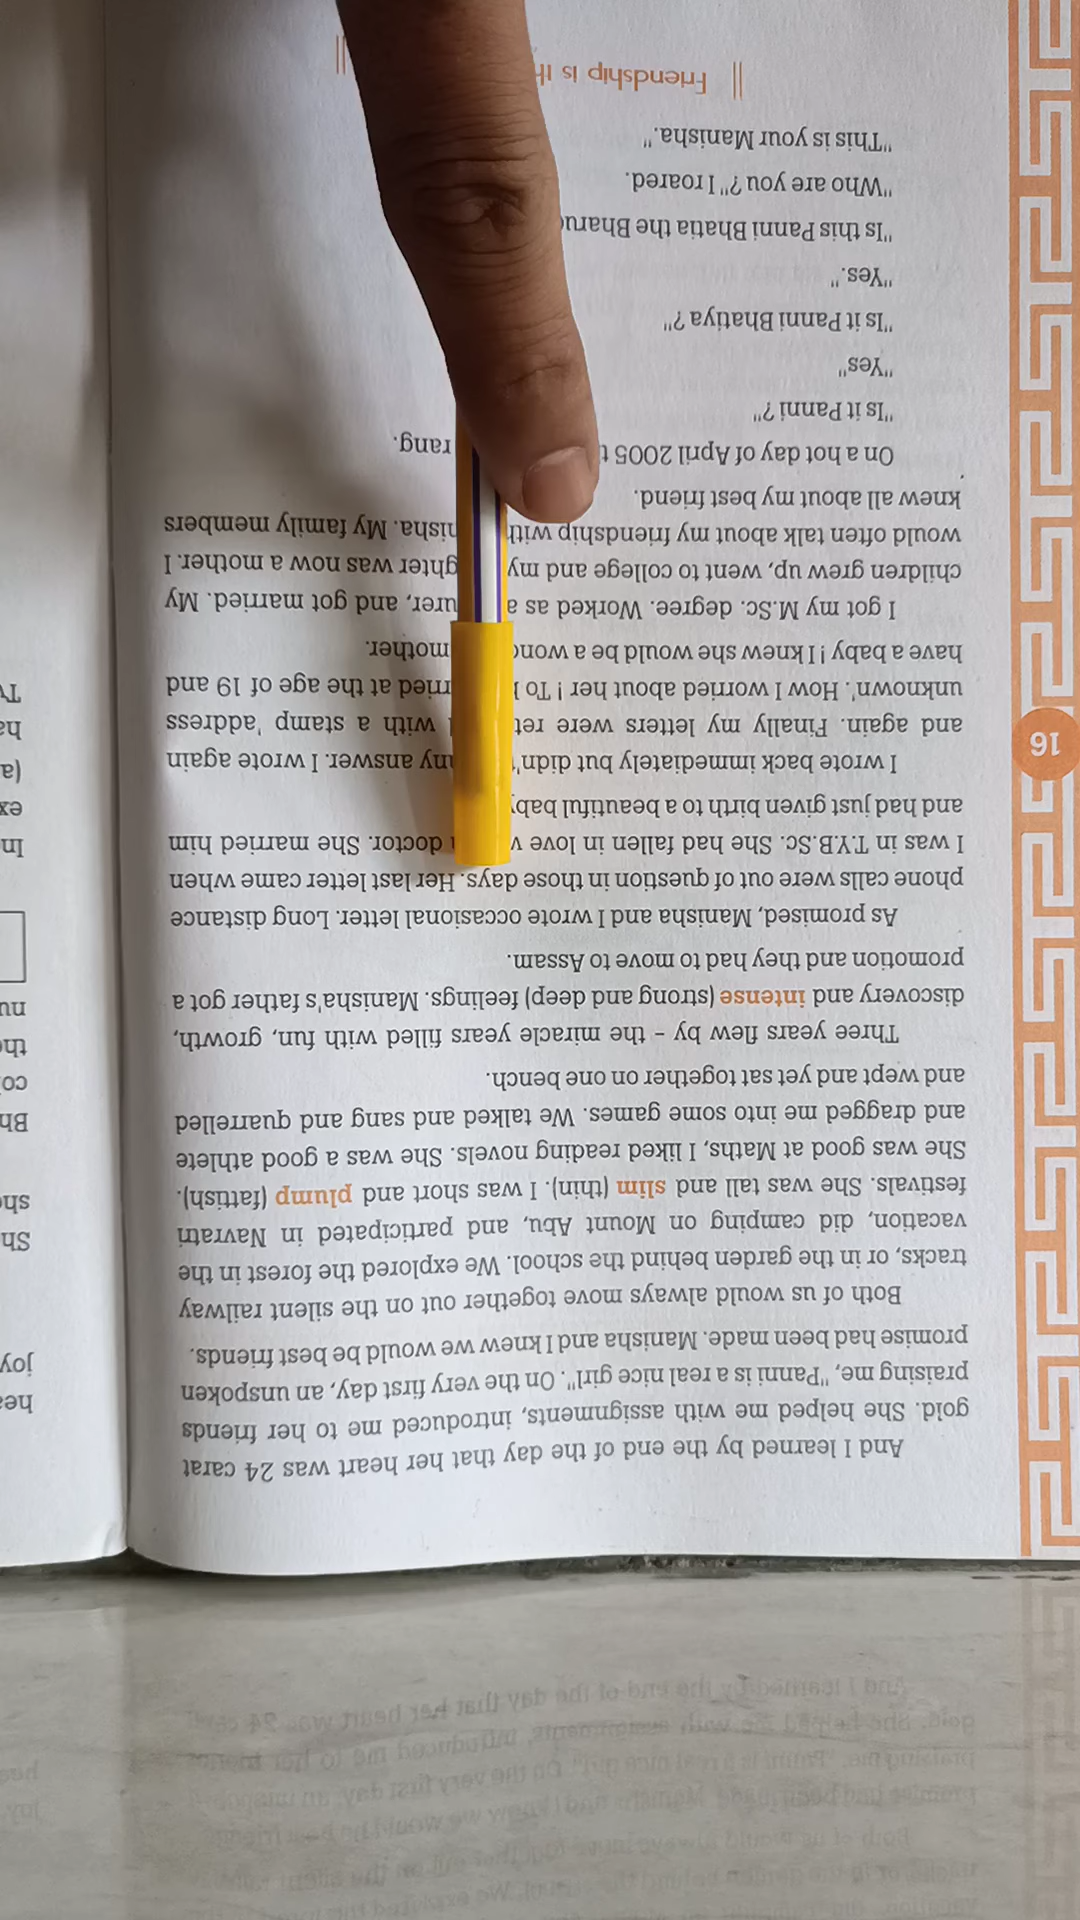 And I learned by the end of the day that her heart was 24 carat
gold. She helped me with assignments, introduced me to her friends
praising me, "Panni is a real nice girl". On the very first day, an unspoken
promise had been made. Manisha and I knew we would be best friends.
Both of us would always move together out on the silent railway
tracks, or in the garden behind the school. We explored the forest in the
vacation, did camping on Mount Abu, and participated in Navratri
festivals. She was tall and slim (thin). I was short and plump (fattish).
She was good at Maths, I liked reading novels. She was a good athlete
and dragged me into some games. We talked and sang and quarrelled
and wept and yet sat together on one bench.
Three years flew by - the miracle years filled with fun, growth,
discovery and intense (strong and deep) feelings. Manisha's father got a
promotion and they had to move to Assam.
As promised, Manisha and I wrote occasional letter. Long distance
phone calls were out of question in those days. Her last letter came when
I was in T.Y.B.Sc. She had fallen in love doctor. She married him
and had just given birth to a beautiful baby
I wrote back immediately but didn't any answer. I wrote again
and again. Finally my letters were with a stamp 'address
unknown'. How I worried about her ! To at the age of 19 and
have a baby ! I knew she would be a mother.
I got my M.Sc. degree. Worked as a and got married. My
children grew up, went to college and my was now a mother. I
would often talk about my friendship with My family members
knew all about my best friend.
On a hot day of April 2005 rang.
"Is it Panni ?"
"Yes"
"Is it Panni Bhatiya ?"
"Yes."
"Is this Panni Bhatia the
"Who are you ?" I roared.
"This is your Manisha."
|| Friendship is ||
16